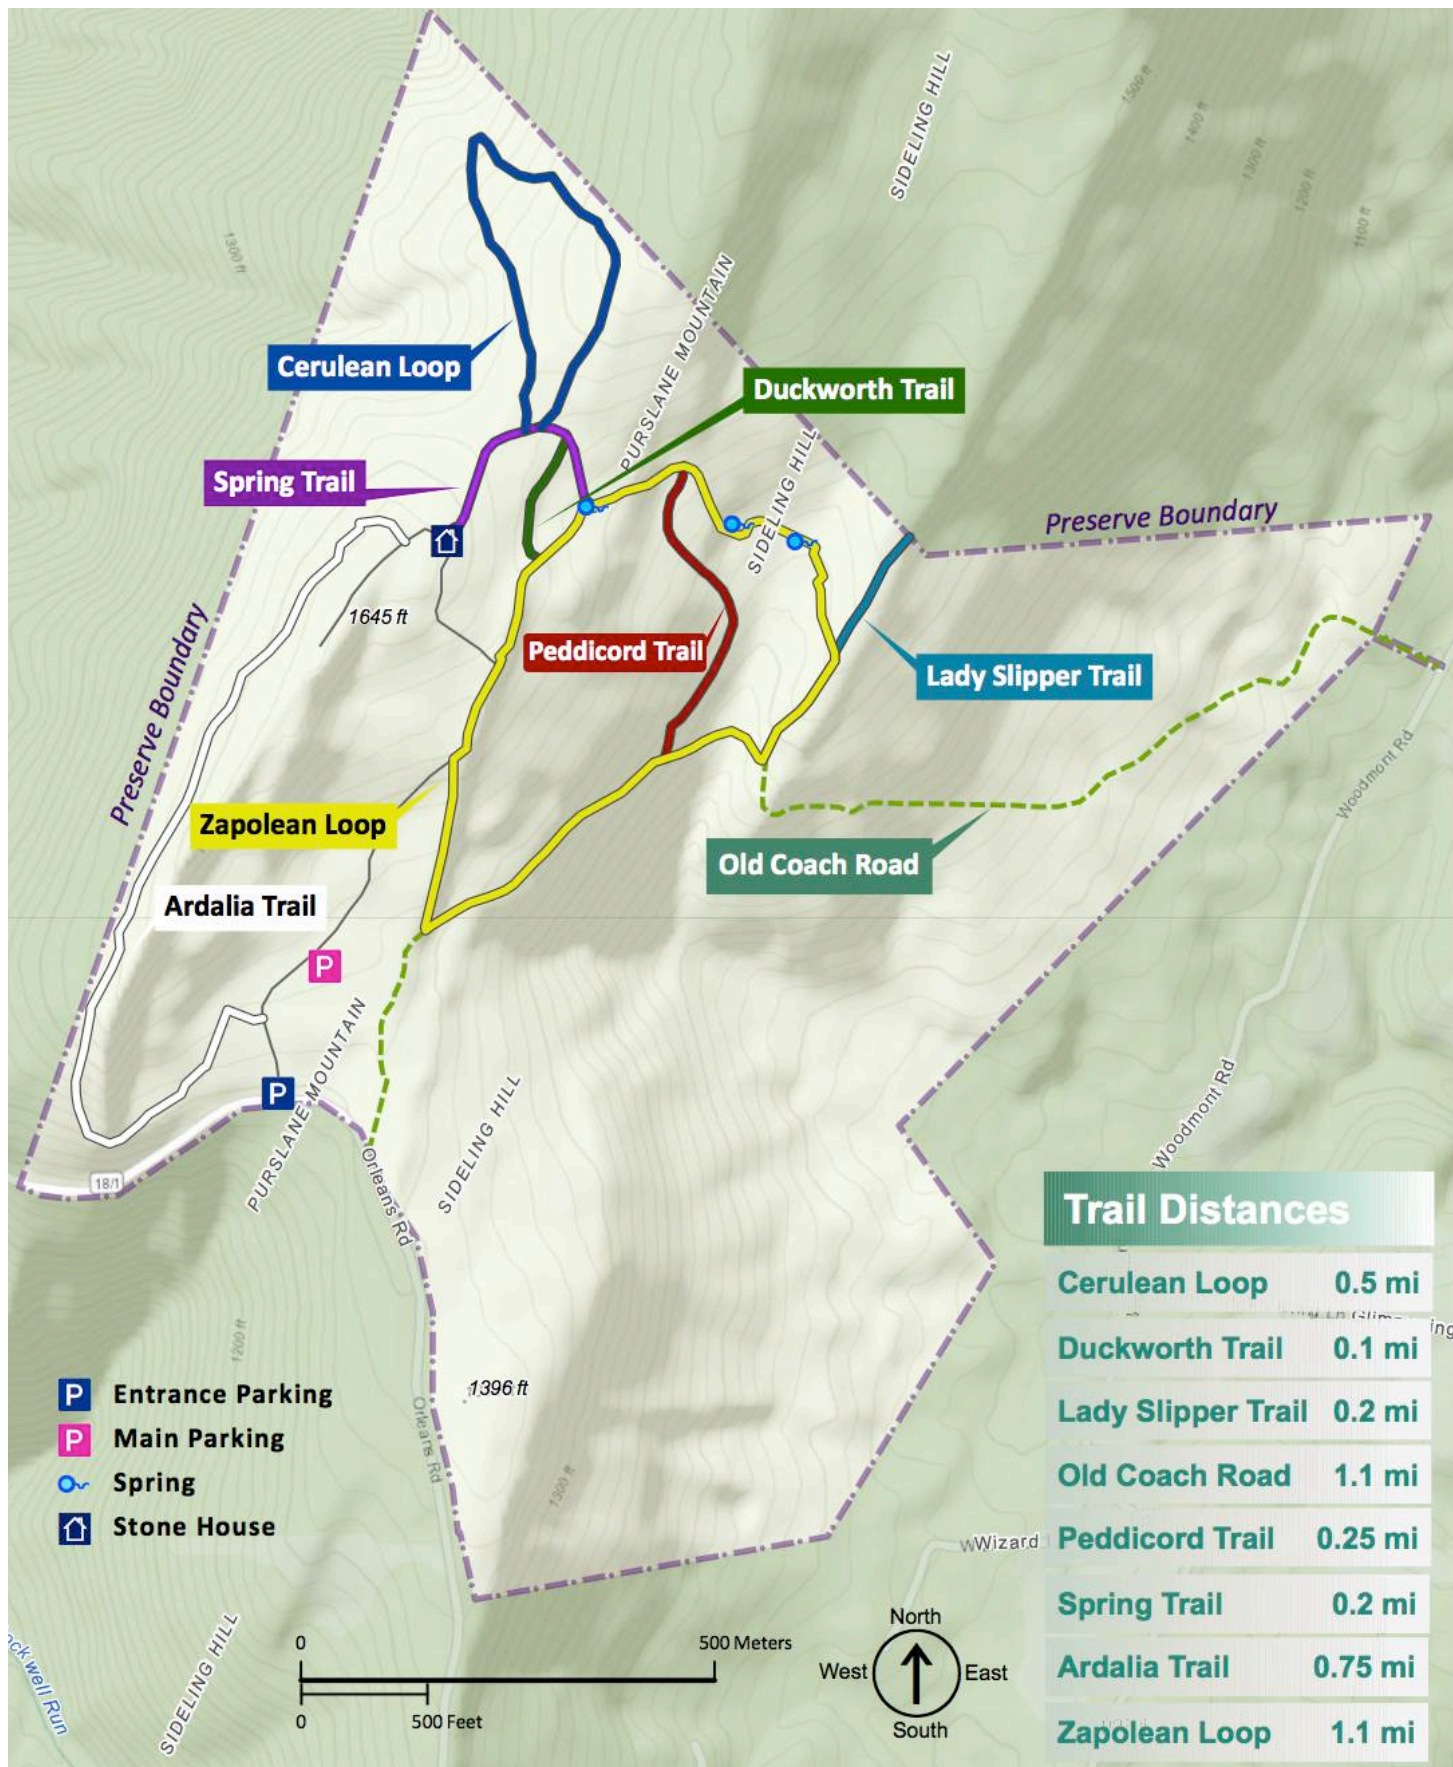 SIDELING HILL
1500 ft
1400 ft
1300 ft
1200 ft
1100 ft
1300 ft
PURSLANE MOUNTAIN
Cerulean Loop
Duckworth Trail
SIDELING HILL
Spring Trail
Preserve Boundary
1645 ft
Preserve Boundary
Peddicord Trail
Lady Slipper Trail
Woodmont Rd
Zapolean Loop
Old Coach Road
Ardalia Trail
P
PURSLANE MOUNTAIN
SIDELING HILL
P
18/1
Orleans Rd
Woodmont Rd
Trail Distances
Cerulean Loop 0.5 mi
Duckworth Trail 0.1 mi
Lady Slipper Trail 0.2 mi
Old Coach Road 1.1 mi
Peddicord Trail 0.25 mi
Spring Trail 0.2 mi
Ardalia Trail 0.75 mi
Zapolean Loop 1.1 mi
1200 ft
1396 ft
Orleans Rd
1300 ft
P Entrance Parking
P Main Parking
Spring
Stone House
Wizard
SIDELING HILL
ock well Run
0 500 Meters
0 500 Feet
North
West East
South